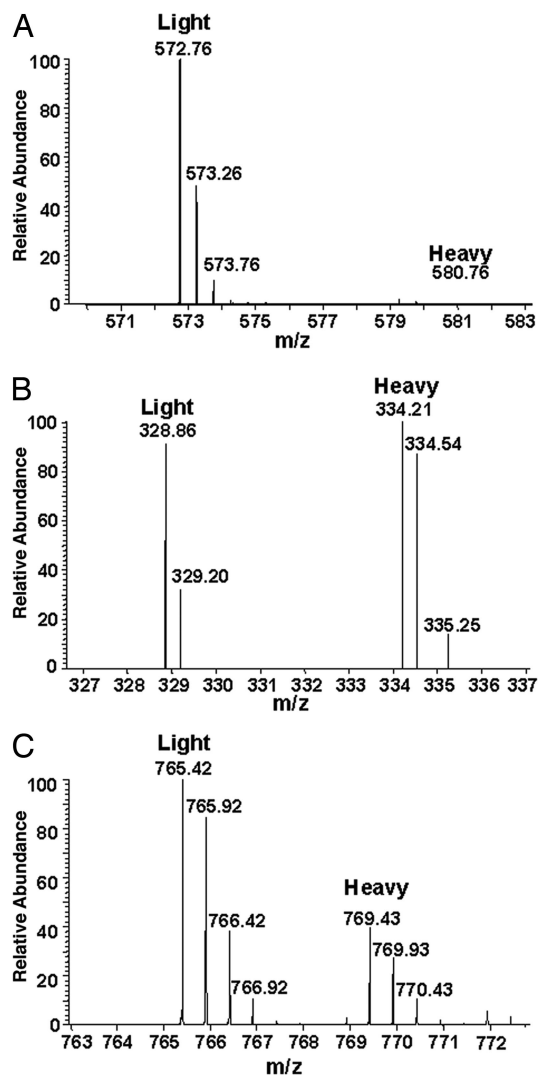 A
Light
572.76
573.26
573.76
Heavy
580.76
Relative Abundance
100
80
60
40
20
0
571 573 575 577 579 581 583
m/z
B
Light
328.86
329.20
Heavy
334.21
334.54
335.25
Relative Abundance
100
80
60
40
20
0
327 328 329 330 331 332 333 334 335 336 337
m/z
C
Light
765.42
765.92
766.42
766.92
Heavy
769.43
769.93
770.43
Relative Abundance
100
80
60
40
20
0
763 764 765 766 767 768 769 770 771 772
m/z